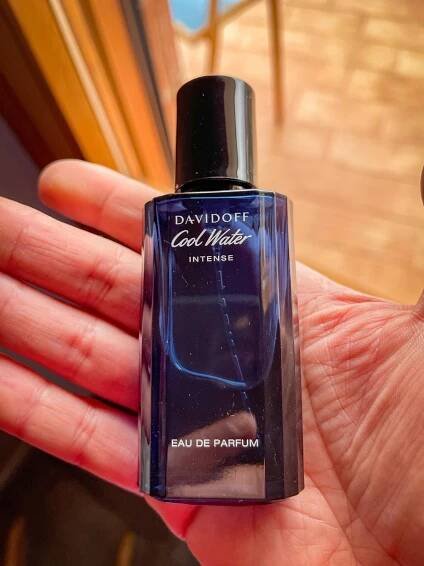 DAVIDOFF
Cool Water
INTENSE
EAU DE PARFUM